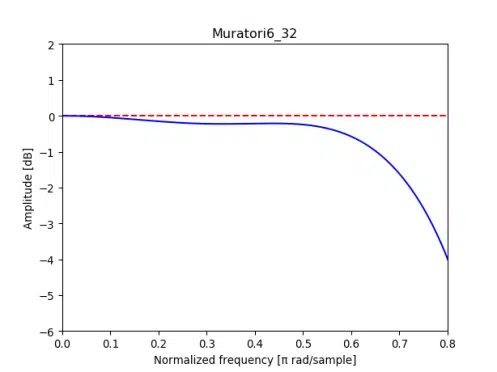 Muratori6_32
2
1
0
−1
−2
−3
−4
−5
−6
Amplitude [dB]
0.0 0.1 0.2 0.3 0.4 0.5 0.6 0.7 0.8
Normalized frequency [π rad/sample]